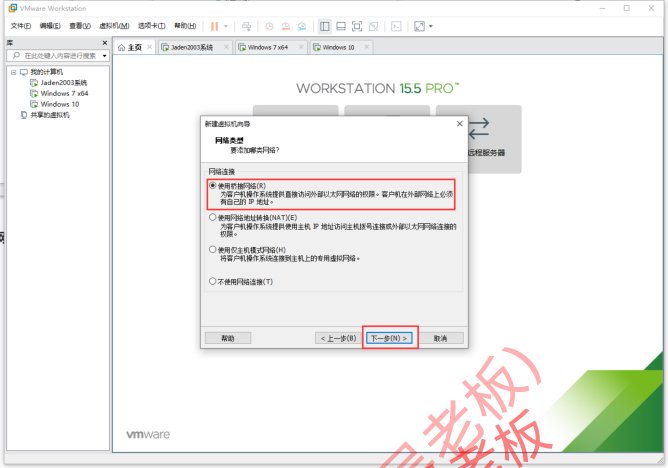 VMware Workstation
文件(F) 编辑(E) 查看(V) 虚拟机(M) 选项卡(T) 帮助(H)
库
在此处键入内容进行搜索
我的计算机
Jaden2003系统
Windows 7 x64
Windows 10
共享的虚拟机
主页
Jaden2003系统
Windows 7 x64
Windows 10
WORKSTATION 15.5 PRO™
远程服务器
新建虚拟机向导
网络类型
要添加哪类网络?
网络连接
使用桥接网络(R)
为客户机操作系统提供直接访问外部以太网网络的权限。客户机在外部网络上必须
有自己的 IP 地址。
使用网络地址转换(NAT)(E)
为客户机操作系统提供使用主机 IP 地址访问主机拨号连接或外部以太网网络连接的
权限。
使用仅主机模式网络(H)
将客户机操作系统连接到主机上的专用虚拟网络。
不使用网络连接(T)
帮助
< 上一步(B)
下一步(N) >
取消
vmware
老板)
老板